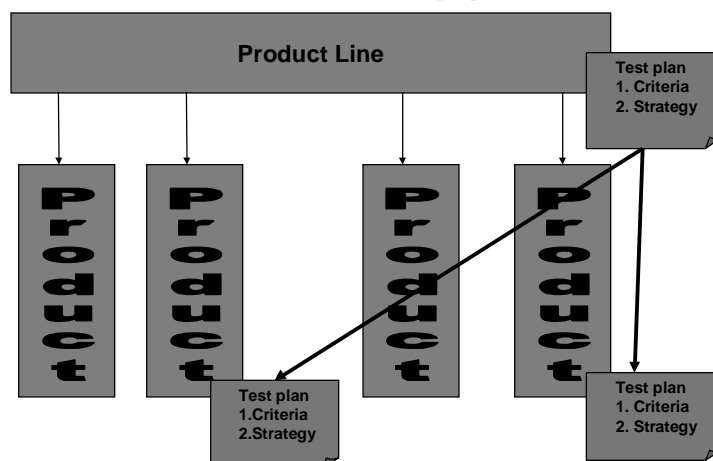 Product Line
Test plan
1. Criteria
2. Strategy
Product
Product
Product
Product
Test plan
1.Criteria
2.Strategy
Test plan
1. Criteria
2. Strategy